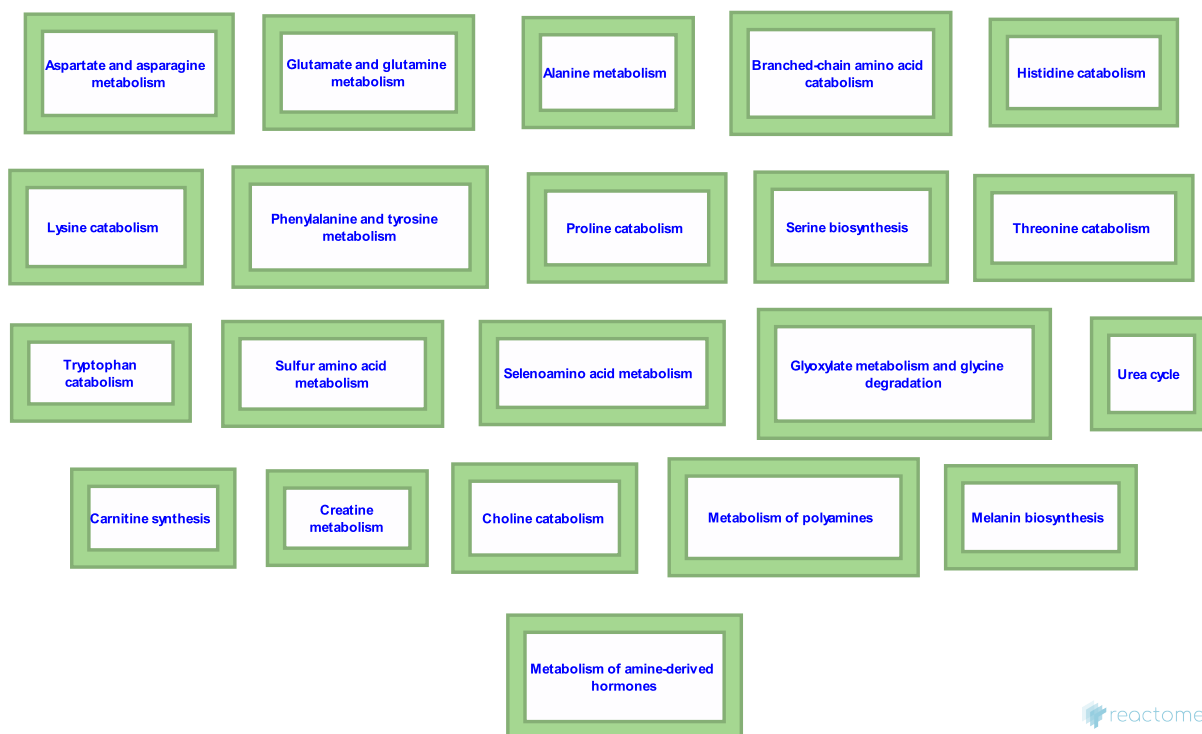 Aspartate and asparagine
metabolism
Glutamate and glutamine
metabolism
Alanine metabolism
Branched-chain amino acid
catabolism
Histidine catabolism
Lysine catabolism
Phenylalanine and tyrosine
metabolism
Proline catabolism
Serine biosynthesis
Threonine catabolism
Tryptophan
catabolism
Sulfur amino acid
metabolism
Selenoamino acid metabolism
Glyoxylate metabolism and glycine
degradation
Urea cycle
Carnitine synthesis
Creatine
metabolism
Choline catabolism
Metabolism of polyamines
Melanin biosynthesis
Metabolism of amine-derived
hormones
reactome